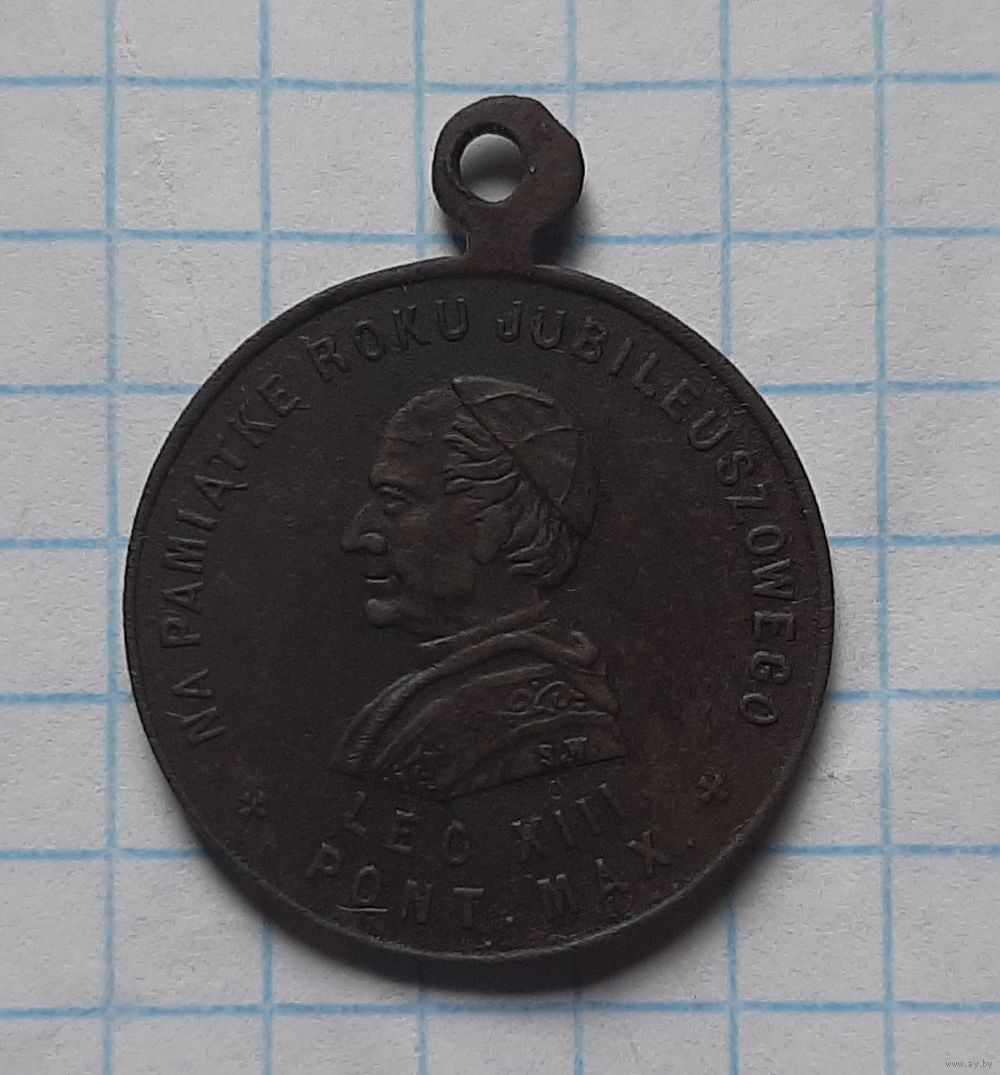 NA PAMIĄTKĘ ROKU JUBILEUSZOWEGO
S.W.
* LEO XIII *
PONT. MAX.
www.ay.by